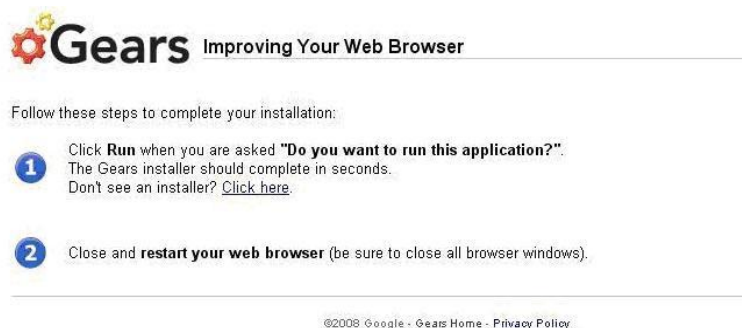 Gears Improving Your Web Browser
Follow these steps to complete your installation:
1 Click Run when you are asked "Do you want to run this application?".
The Gears installer should complete in seconds.
Don't see an installer? Click here.
2 Close and restart your web browser (be sure to close all browser windows).
©2008 Google - Gears Home - Privacy Policy